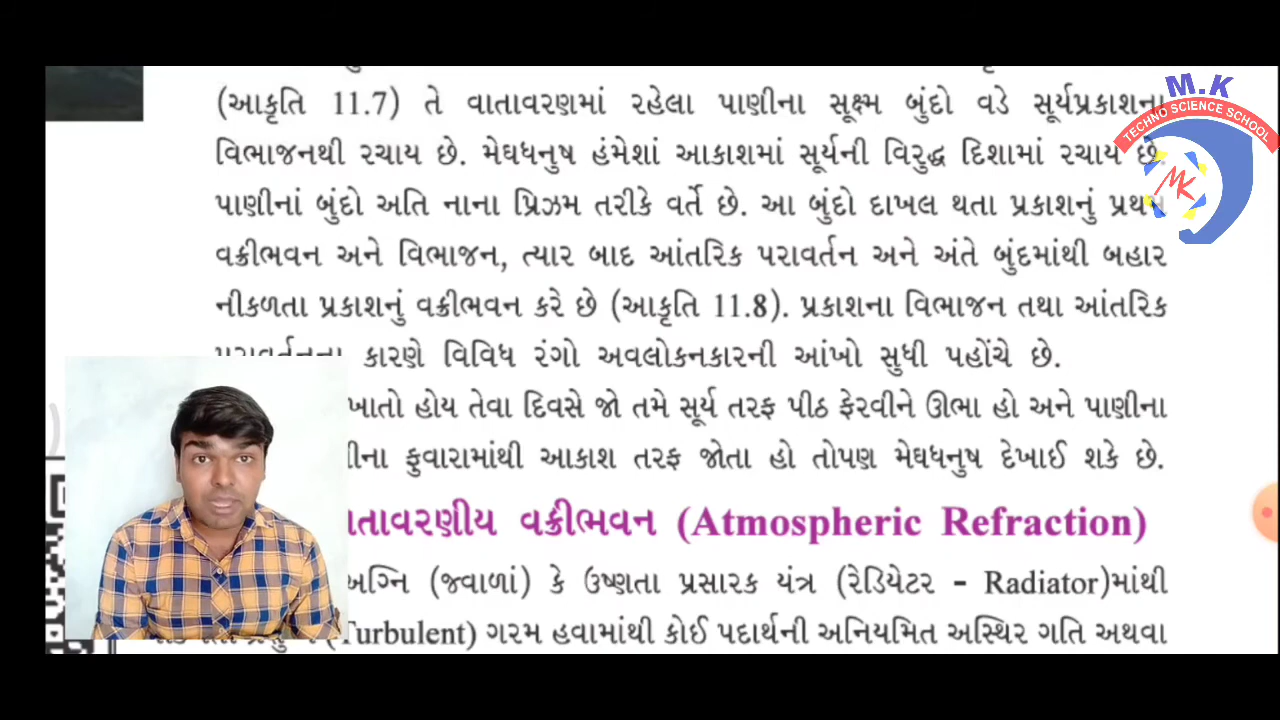 M.K
TECHNO SCIENCE SCHOOL
MK
(આકૃતિ 11.7) તે વાતાવરણમાં રહેલા પાણીના સૂક્ષ્મ બુંદો વડે સૂર્યપ્રકાશના
વિભાજનથી રચાય છે. મેઘધનુષ હંમેશાં આકાશમાં સૂર્યની વિરુદ્ધ દિશામાં રચાય છે.
પાણીનાં બુંદો અતિ નાના પ્રિઝમ તરીકે વર્તે છે. આ બુંદો દાખલ થતા પ્રકાશનું પ્રથમ
વક્રીભવન અને વિભાજન, ત્યાર બાદ આંતરિક પરાવર્તન અને અંતે બુંદમાંથી બહાર
નીકળતા પ્રકાશનું વક્રીભવન કરે છે (આકૃતિ 11.8). પ્રકાશના વિભાજન તથા આંતરિક
કારણે વિવિધ રંગો અવલોકનકારની આંખો સુધી પહોંચે છે.
હોય તેવા દિવસે જો તમે સૂર્ય તરફ પીઠ ફેરવીને ઊભા હો અને પાણીના
ફુવારામાંથી આકાશ તરફ જોતા હો તોપણ મેઘધનુષ દેખાઈ શકે છે.
વક્રીભવન (Atmospheric Refraction)
અગ્નિ (જ્વાળાં) કે ઉષ્ણતા પ્રસારક યંત્ર (રેડિયેટર - Radiator)માંથી
(Turbulent) ગરમ હવામાંથી કોઈ પદાર્થની અનિયમિત અસ્થિર ગતિ અથવા